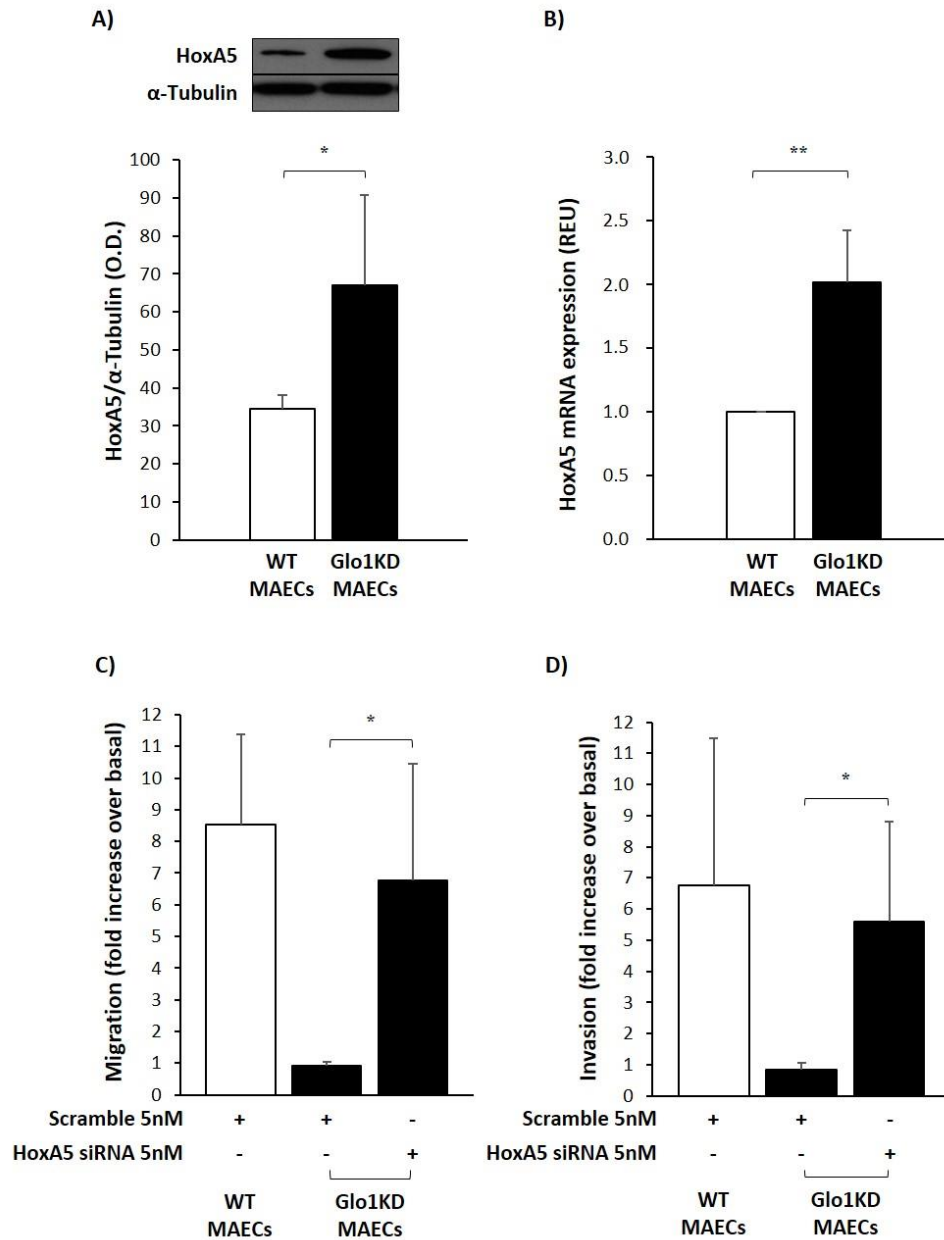 A)
HoxA5
α-Tubulin
*
HoxA5/α-Tubulin (O.D.)
100
90
80
70
60
50
40
30
20
10
0
WT
MAECs
Glo1KD
MAECs
B)
**
HoxA5 mRNA expression (REU)
3.0
2.5
2.0
1.5
1.0
0.5
0.0
WT
MAECs
Glo1KD
MAECs
C)
*
Migration (fold increase over basal)
12
11
10
9
8
7
6
5
4
3
2
1
0
D)
*
Invasion (fold increase over basal)
12
11
10
9
8
7
6
5
4
3
2
1
0
Scramble 5nM + + -
HoxA5 siRNA 5nM - - +
WT
MAECs
Glo1KD
MAECs
Scramble 5nM + + -
HoxA5 siRNA 5nM - - +
WT
MAECs
Glo1KD
MAECs